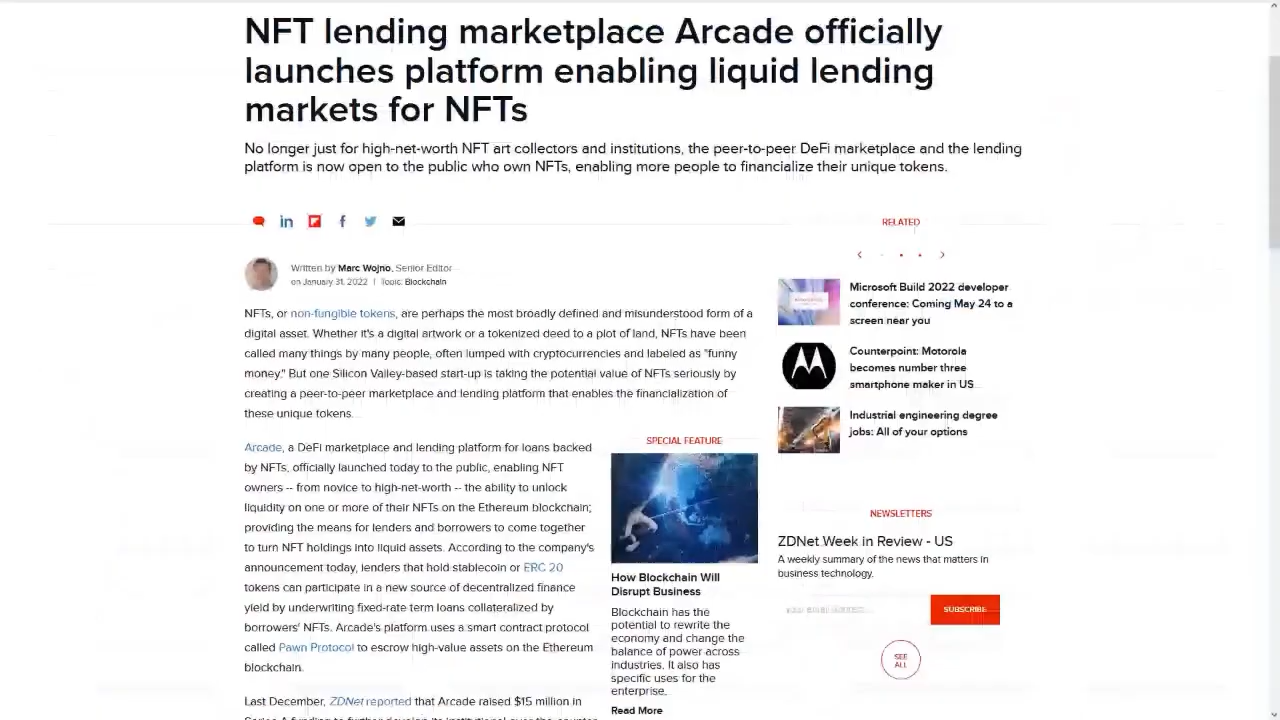 NFT lending marketplace Arcade officially
launches platform enabling liquid lending
markets for NFTs
No longer just for high-net-worth NFT art collectors and institutions, the peer-to-peer DeFi marketplace and the lending
platform is now open to the public who own NFTs, enabling more people to financialize their unique tokens.
Written by Marc Wojno, Senior Editor
on January 31, 2022 | Topic: Blockchain
NFTs, or non-fungible tokens, are perhaps the most broadly defined and misunderstood form of a
digital asset. Whether it's a digital artwork or a tokenized deed to a plot of land, NFTs have been
called many things by many people, often lumped with cryptocurrencies and labeled as "funny
money." But one Silicon Valley-based start-up is taking the potential value of NFTs seriously by
creating a peer-to-peer marketplace and lending platform that enables the financialization of
these unique tokens.
Arcade, a DeFi marketplace and lending platform for loans backed
by NFTs, officially launched today to the public, enabling NFT
owners -- from novice to high-net-worth -- the ability to unlock
liquidity on one or more of their NFTs on the Ethereum blockchain;
providing the means for lenders and borrowers to come together
to turn NFT holdings into liquid assets. According to the company's
announcement today, lenders that hold stablecoin or ERC 20
tokens can participate in a new source of decentralized finance
yield by underwriting fixed-rate term loans collateralized by
borrowers' NFTs. Arcade's platform uses a smart contract protocol
called Pawn Protocol to escrow high-value assets on the Ethereum
blockchain.
Last December, ZDNet reported that Arcade raised $15 million in
SPECIAL FEATURE
How Blockchain Will
Disrupt Business
Blockchain has the
potential to rewrite the
economy and change the
balance of power across
industries. It also has
specific uses for the
enterprise.
Read More
RELATED
Microsoft Build 2022 developer
conference: Coming May 24 to a
screen near you
Counterpoint: Motorola
becomes number three
smartphone maker in US
Industrial engineering degree
jobs: All of your options
NEWSLETTERS
ZDNet Week in Review - US
A weekly summary of the news that matters in
business technology.
SUBSCRIBE
SEE
ALL